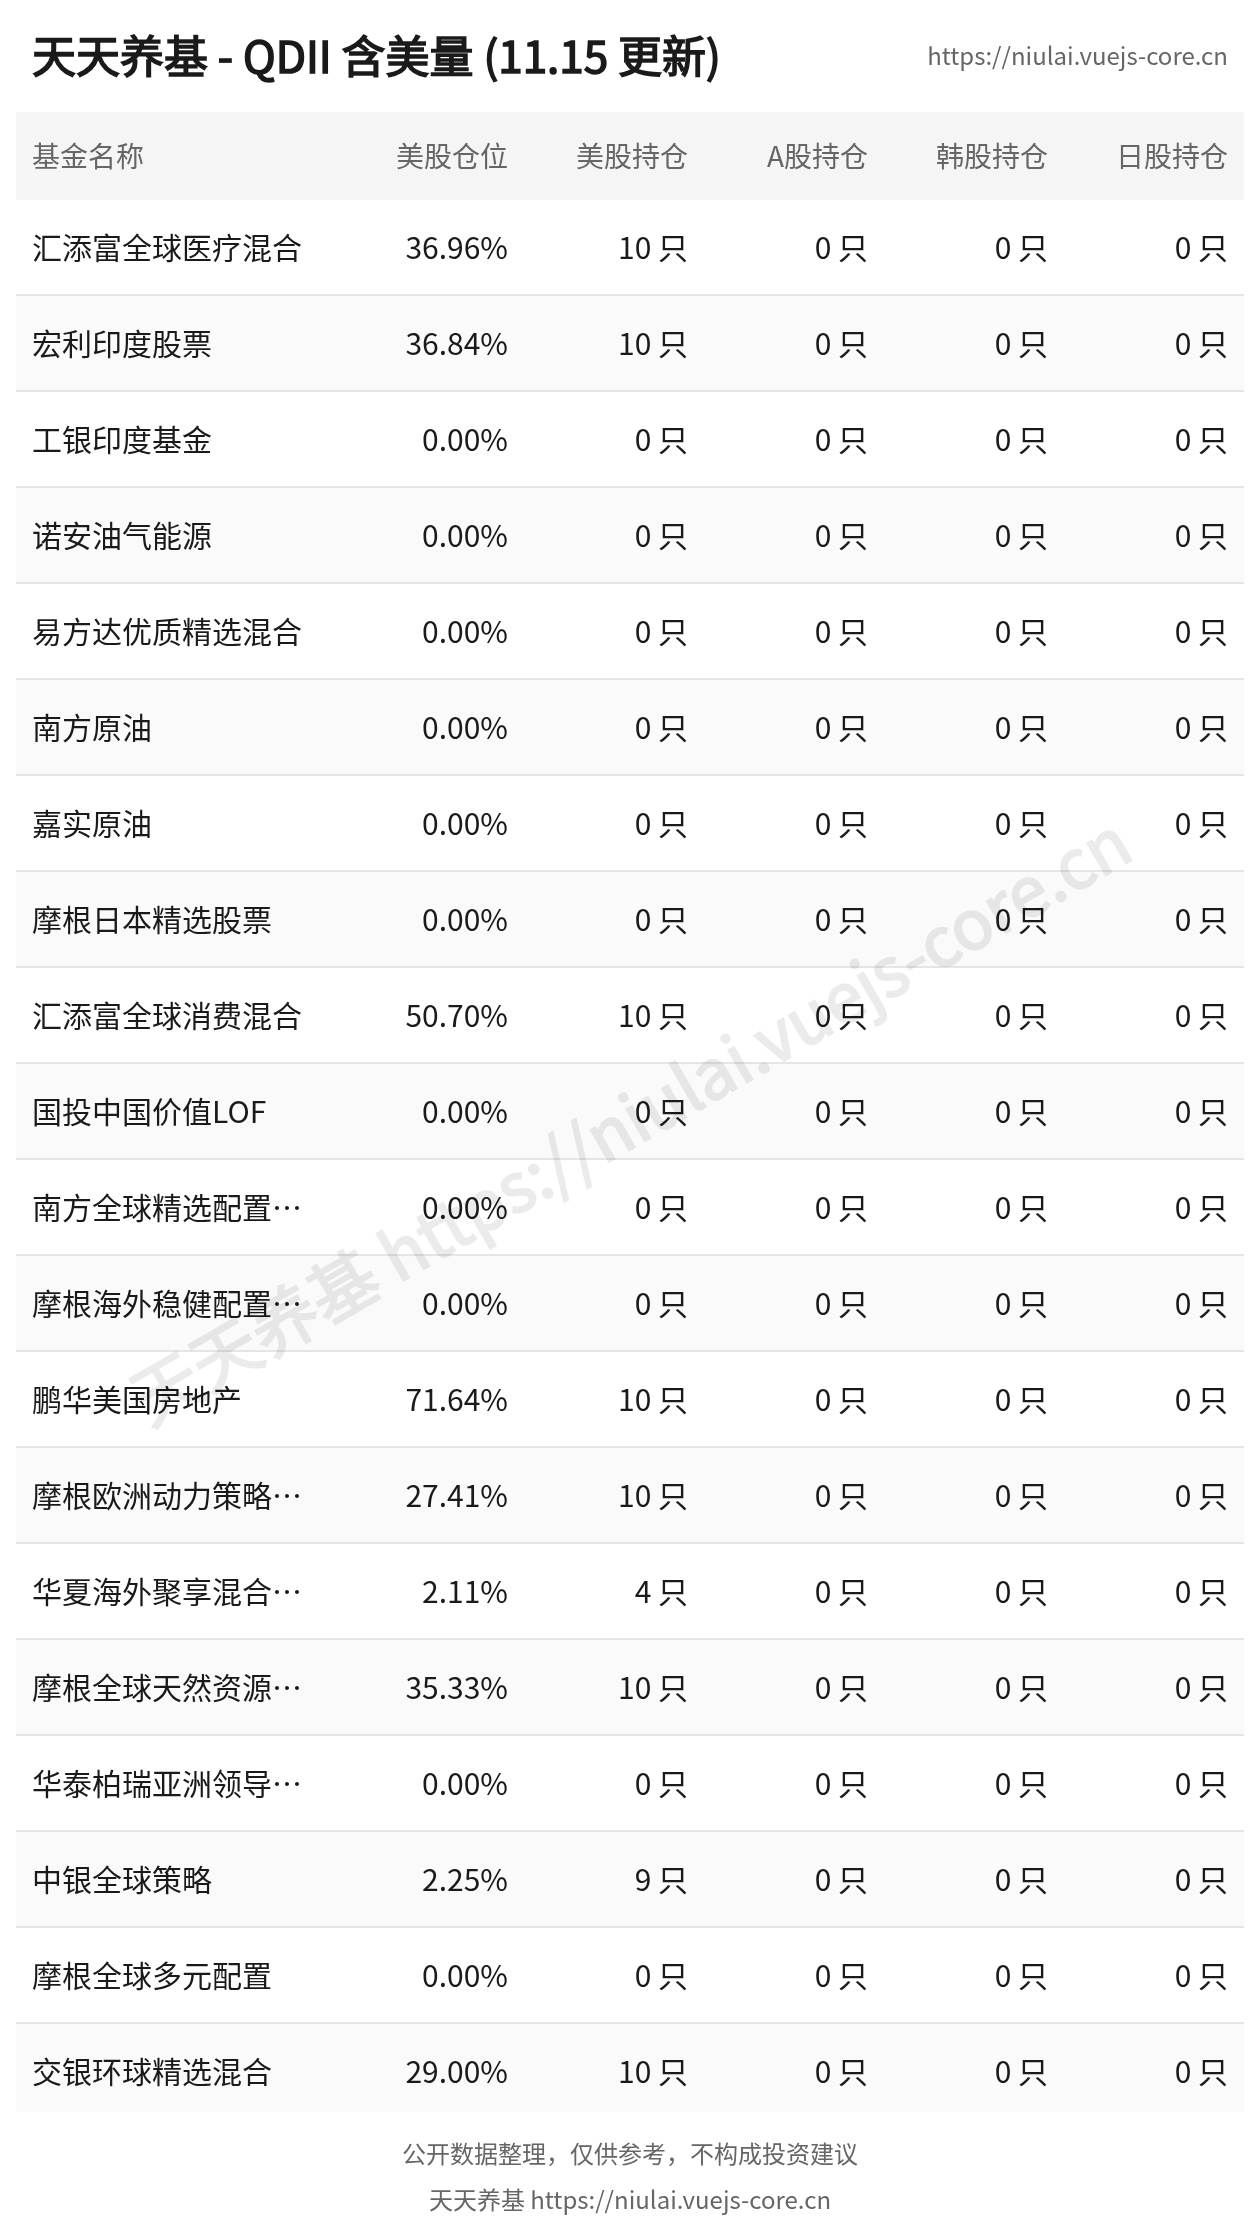 天天养基 - QDII 含美量 (11.15 更新) https://niulai.vuejs-core.cn
基金名称 美股仓位 美股持仓 A股持仓 韩股持仓 日股持仓
汇添富全球医疗混合 36.96% 10 只 0 只 0 只 0 只
宏利印度股票 36.84% 10 只 0 只 0 只 0 只
工银印度基金 0.00% 0 只 0 只 0 只 0 只
诺安油气能源 0.00% 0 只 0 只 0 只 0 只
易方达优质精选混合 0.00% 0 只 0 只 0 只 0 只
南方原油 0.00% 0 只 0 只 0 只 0 只
嘉实原油 0.00% 0 只 0 只 0 只 0 只
摩根日本精选股票 0.00% 0 只 0 只 0 只 0 只
汇添富全球消费混合 50.70% 10 只 0 只 0 只 0 只
国投中国价值LOF 0.00% 0 只 0 只 0 只 0 只
南方全球精选配置… 0.00% 0 只 0 只 0 只 0 只
摩根海外稳健配置… 0.00% 0 只 0 只 0 只 0 只
鹏华美国房地产 71.64% 10 只 0 只 0 只 0 只
摩根欧洲动力策略… 27.41% 10 只 0 只 0 只 0 只
华夏海外聚享混合… 2.11% 4 只 0 只 0 只 0 只
摩根全球天然资源… 35.33% 10 只 0 只 0 只 0 只
华泰柏瑞亚洲领导… 0.00% 0 只 0 只 0 只 0 只
中银全球策略 2.25% 9 只 0 只 0 只 0 只
摩根全球多元配置 0.00% 0 只 0 只 0 只 0 只
交银环球精选混合 29.00% 10 只 0 只 0 只 0 只
天天养基 https://niulai.vuejs-core.cn
公开数据整理，仅供参考，不构成投资建议
天天养基 https://niulai.vuejs-core.cn